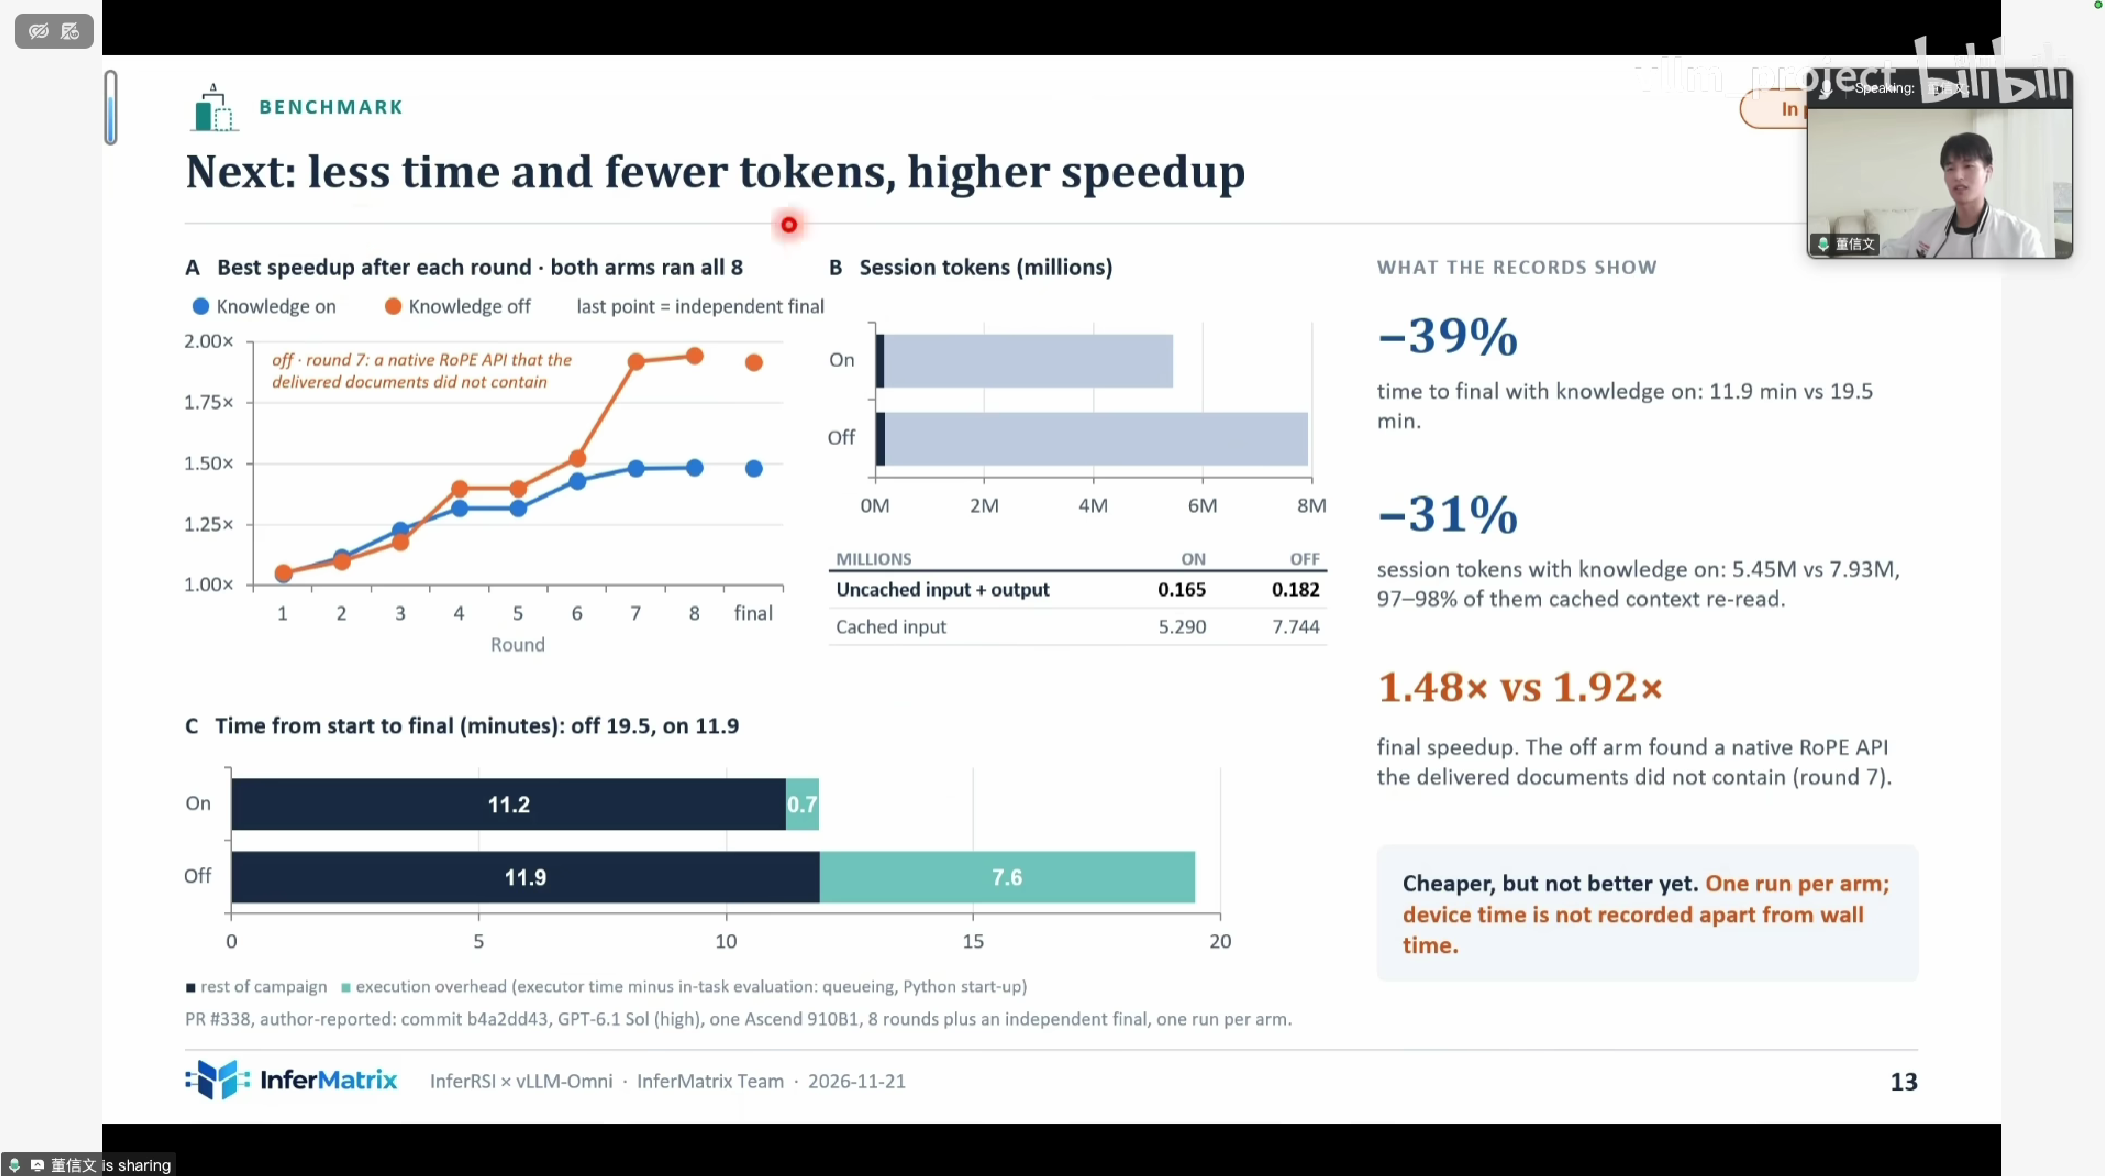 vllm_project bilibili
Speaking:
BENCHMARK
In
Next: less time and fewer tokens, higher speedup
董信文
A Best speedup after each round · both arms ran all 8
Knowledge on Knowledge off last point = independent final
2.00×
1.75×
1.50×
1.25×
1.00×
off · round 7: a native RoPE API that the
delivered documents did not contain
1 2 3 4 5 6 7 8 final
Round
B Session tokens (millions)
On
Off
0M 2M 4M 6M 8M
MILLIONS ON OFF
Uncached input + output 0.165 0.182
Cached input 5.290 7.744
C Time from start to final (minutes): off 19.5, on 11.9
On 11.2 0.7
Off 11.9 7.6
0 5 10 15 20
rest of campaign execution overhead (executor time minus in-task evaluation: queueing, Python start-up)
PR #338, author-reported: commit b4a2dd43, GPT-6.1 Sol (high), one Ascend 910B1, 8 rounds plus an independent final, one run per arm.
WHAT THE RECORDS SHOW
−39%
time to final with knowledge on: 11.9 min vs 19.5
min.
−31%
session tokens with knowledge on: 5.45M vs 7.93M,
97–98% of them cached context re-read.
1.48× vs 1.92×
final speedup. The off arm found a native RoPE API
the delivered documents did not contain (round 7).
Cheaper, but not better yet. One run per arm;
device time is not recorded apart from wall
time.
InferMatrix InferRSI × vLLM-Omni · InferMatrix Team · 2026-11-21
13
董信文 is sharing